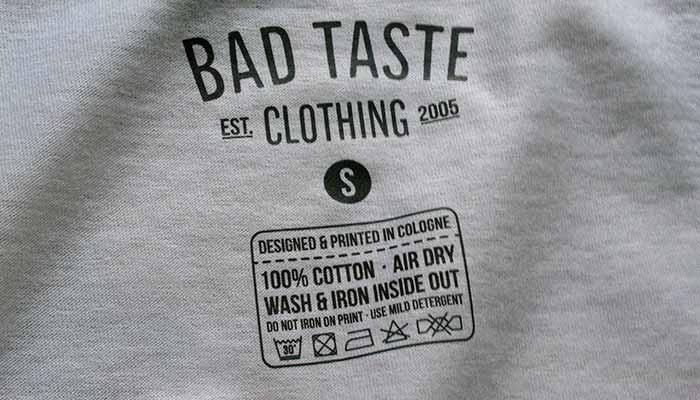 BAD TASTE
EST. CLOTHING 2005
S
DESIGNED & PRINTED IN COLOGNE
100% COTTON · AIR DRY
WASH & IRON INSIDE OUT
DO NOT IRON ON PRINT · USE MILD DETERGENT
30°